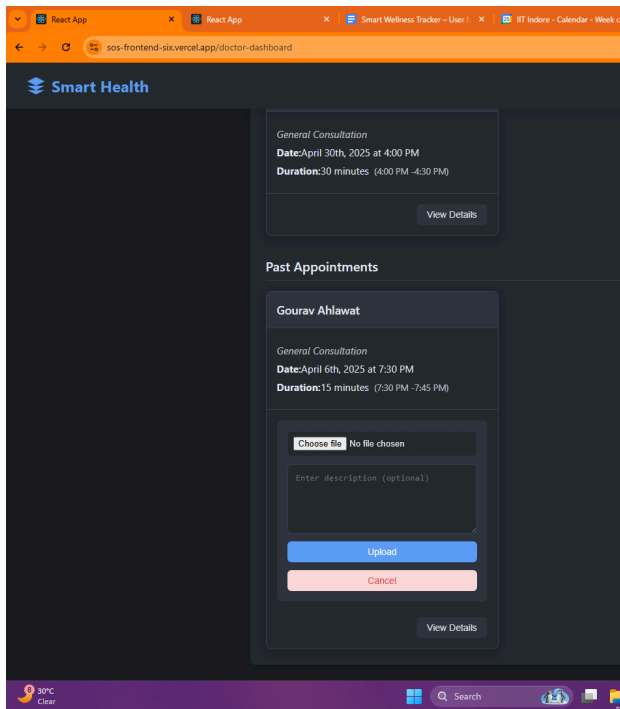 React App
React App
Smart Wellness Tracker – User
IIT Indore - Calendar - Week
sos-frontend-six.vercel.app/doctor-dashboard
Smart Health
General Consultation
Date:April 30th, 2025 at 4:00 PM
Duration:30 minutes (4:00 PM -4:30 PM)
View Details
Past Appointments
Gourav Ahlawat
General Consultation
Date:April 6th, 2025 at 7:30 PM
Duration:15 minutes (7:30 PM -7:45 PM)
Choose file No file chosen
Enter description (optional)
Upload
Cancel
View Details
30°C
Clear
Search